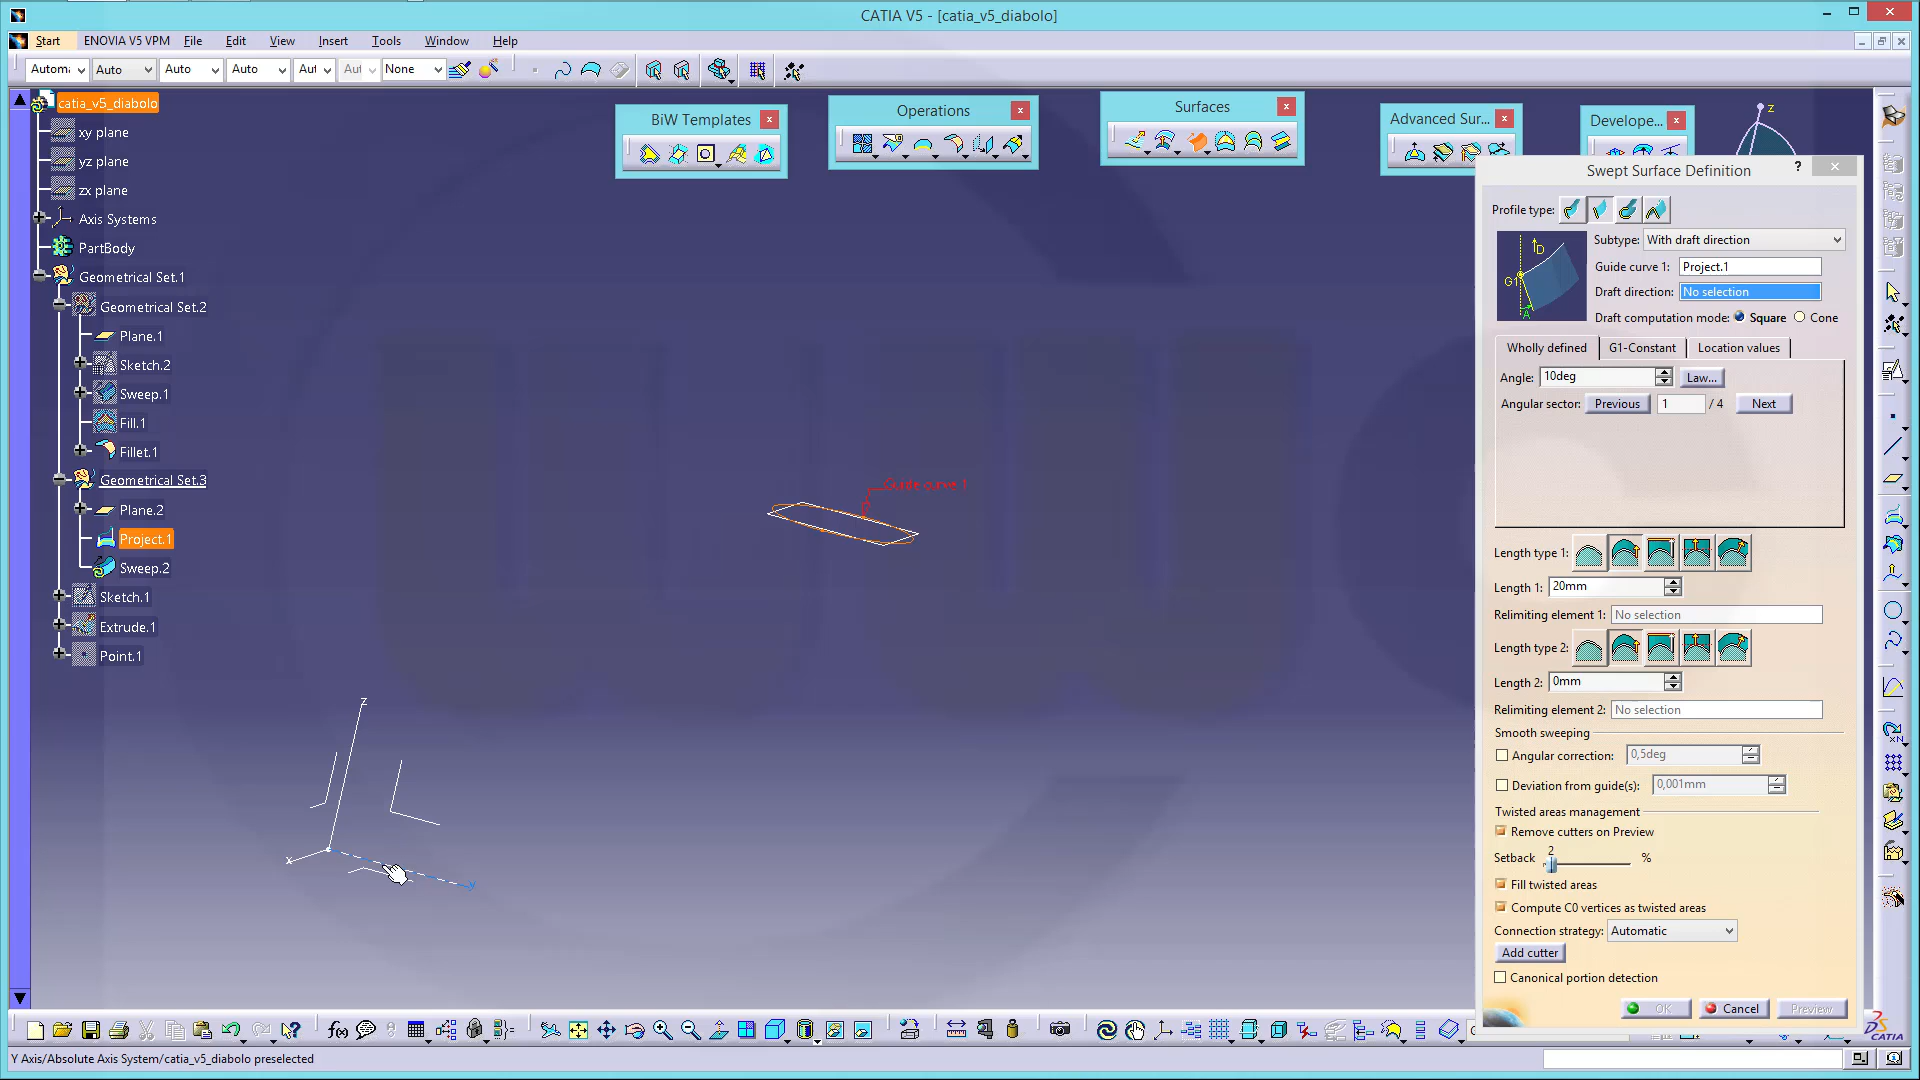 CATIA V5 - [catia_v5_diabolo]
Start ENOVIA V5 VPM File Edit View Insert Tools Window Help
Autom Auto Auto Auto Aut Aut None
catia_v5_diabolo
xy plane
yz plane
zx plane
Axis Systems
PartBody
Geometrical Set.1
Geometrical Set.2
Plane.1
Sketch.2
Sweep.1
Fill.1
Fillet.1
Geometrical Set.3
Plane.2
Project.1
Sweep.2
Sketch.1
Extrude.1
Point.1
BiW Templates
Operations
Surfaces
Advanced Sur...
Develope...
z
Guide curve 1
z
x
y
Swept Surface Definition
?
Profile type:
Subtype: With draft direction
Guide curve 1: Project.1
Draft direction: No selection
Draft computation mode: Square Cone
D
G1
A
Wholly defined G1-Constant Location values
Angle: 10deg Law...
Angular sector: Previous 1 / 4 Next
Length type 1:
Length 1: 20mm
Relimiting element 1: No selection
Length type 2:
Length 2: 0mm
Relimiting element 2: No selection
Smooth sweeping
Angular correction: 0,5deg
Deviation from guide(s): 0,001mm
Twisted areas management
Remove cutters on Preview
2
Setback %
Fill twisted areas
Compute C0 vertices as twisted areas
Connection strategy: Automatic
Add cutter
Canonical portion detection
OK Cancel Preview
f(x)
CATIA
Y Axis/Absolute Axis System/catia_v5_diabolo preselected